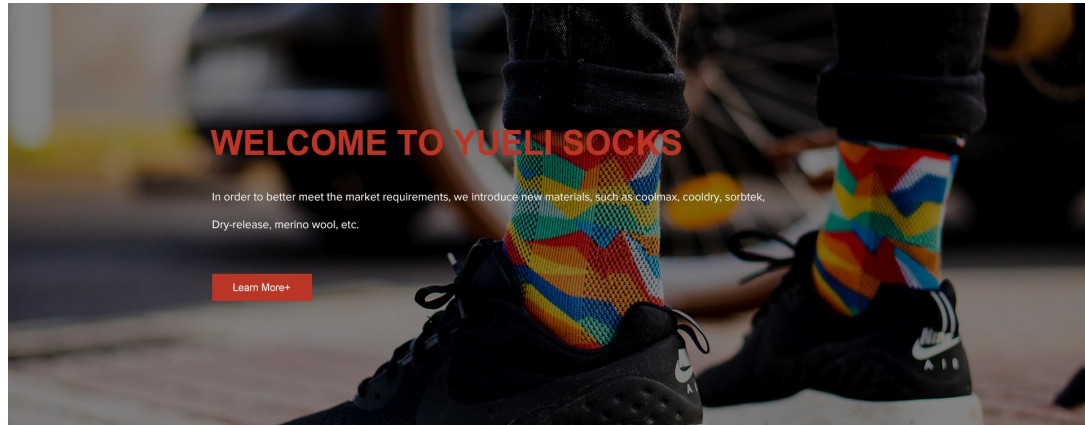 WELCOME TO YUELI SOCKS
In order to better meet the market requirements, we introduce new materials, such as coolmax, cooldry, sorbtek,
Dry-release, merino wool, etc.
Learn More+
AIR